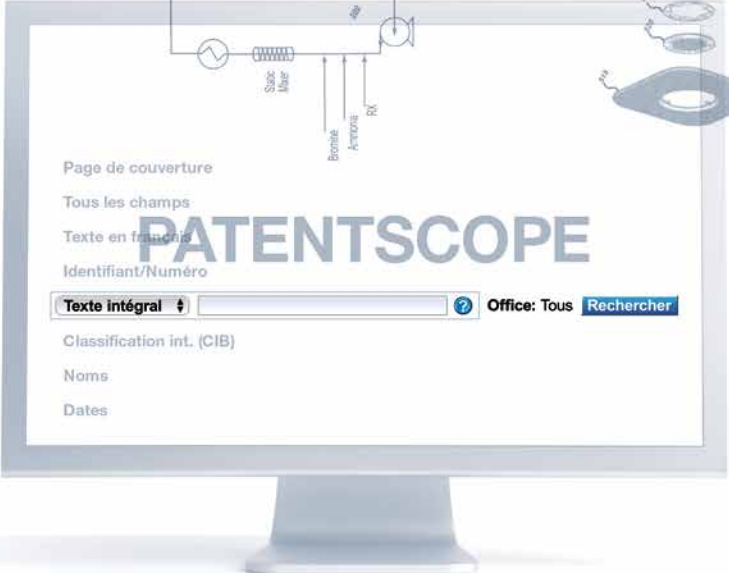 Static
Mixer
Bromine
Ammonia
RX
Page de couverture
Tous les champs
Texte en français
PATENTSCOPE
Identifiant/Numéro
Texte intégral ? Office: Tous Rechercher
Classification int. (CIB)
Noms
Dates